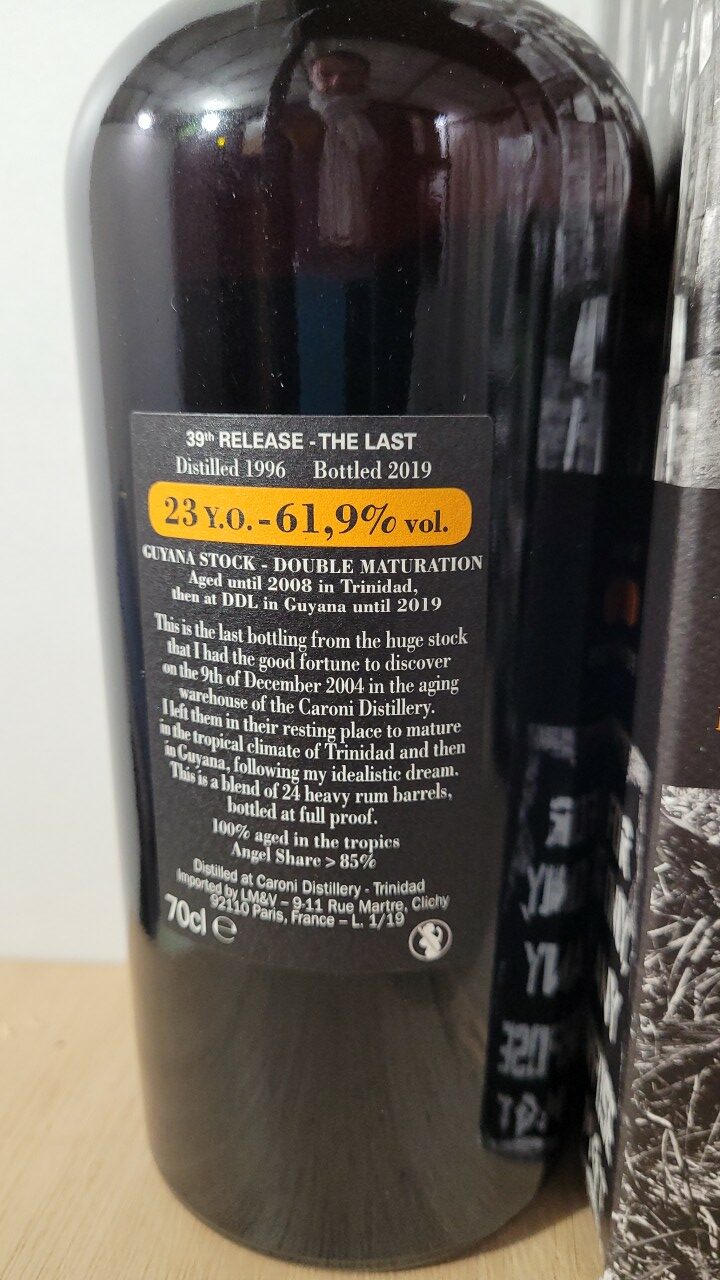 39th RELEASE - THE LAST
Distilled 1996 Bottled 2019
23 Y.O. - 61,9% vol.
GUYANA STOCK - DOUBLE MATURATION
Aged until 2008 in Trinidad,
then at DDL in Guyana until 2019
This is the last bottling from the huge stock
that I had the good fortune to discover
on the 9th of December 2004 in the aging
warehouse of the Caroni Distillery.
I left them in their resting place to mature
in the tropical climate of Trinidad and then
in Guyana, following my idealistic dream.
This is a blend of 24 heavy rum barrels,
bottled at full proof.
100% aged in the tropics
Angel Share > 85%
Distilled at Caroni Distillery - Trinidad
Imported by LM&V – 9-11 Rue Martre, Clichy
92110 Paris, France – L. 1/19
70cl e